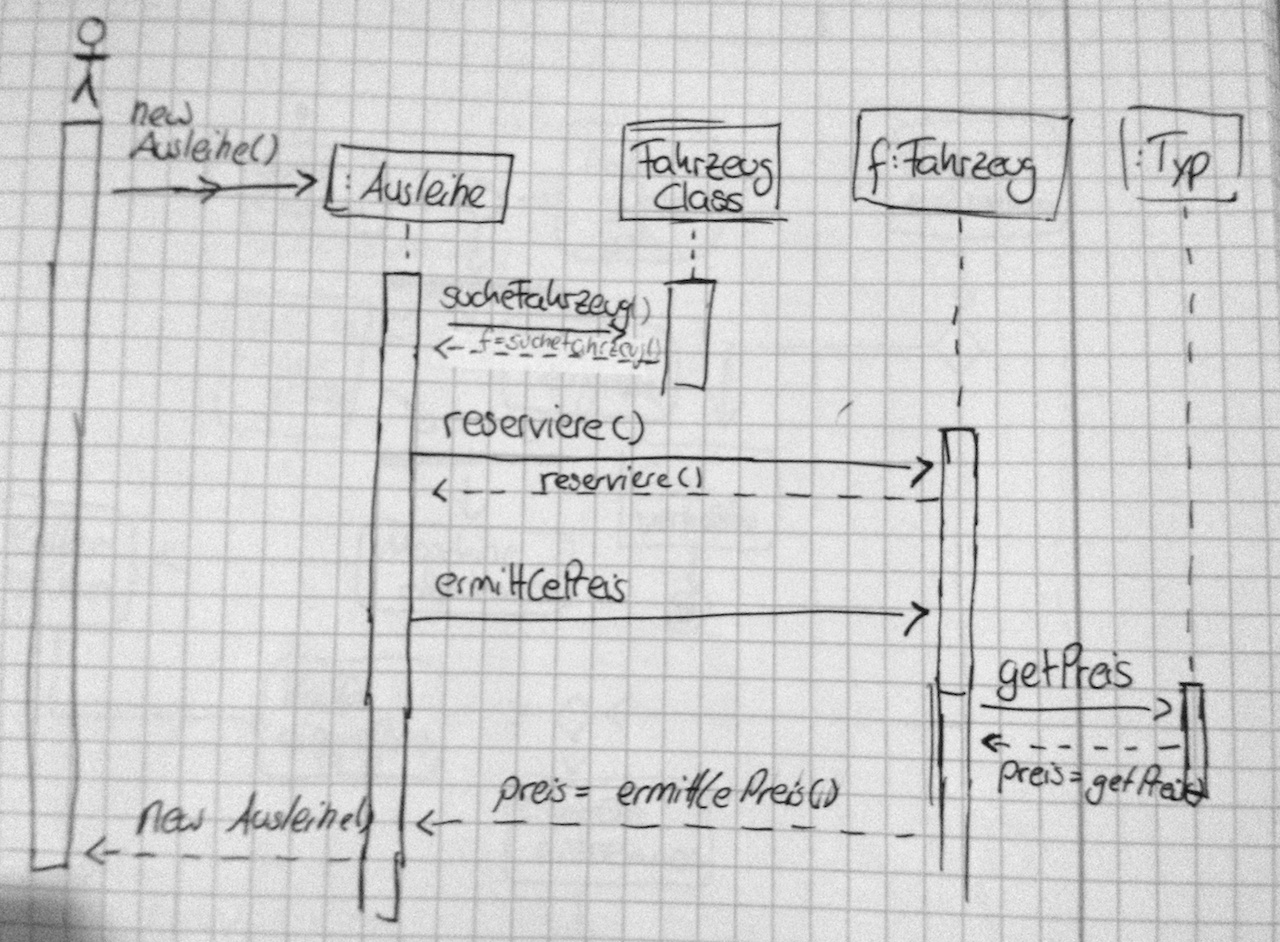 new
Ausleihe()
: Ausleihe
Fahrzeug
Class
f:Fahrzeug
:Typ
sucheFahrzeug()
f=sucheFahrzeug()
reserviere()
reserviere()
ermittlePreis
getPreis
preis=getPreis()
preis= ermittlePreis()
new Ausleihe()